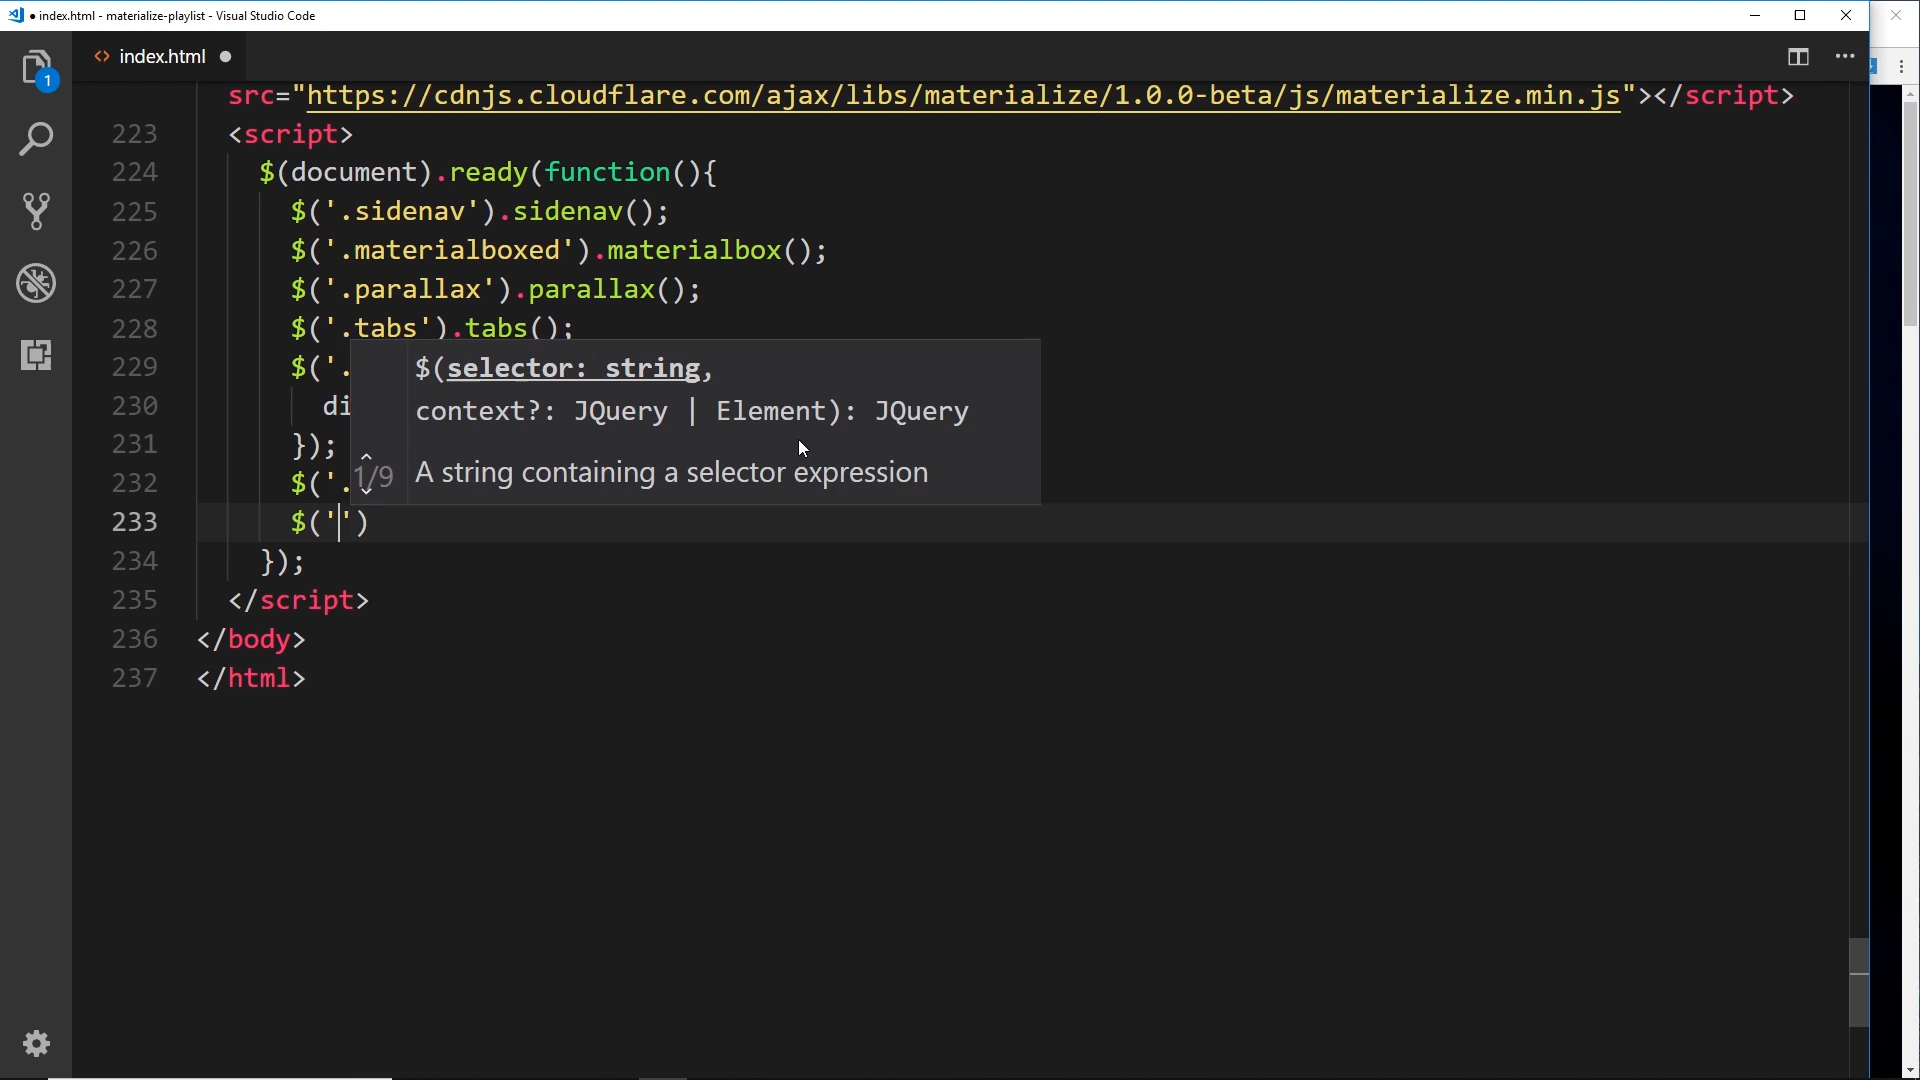 index.html - materialize-playlist - Visual Studio Code
1
<> index.html
src="https://cdnjs.cloudflare.com/ajax/libs/materialize/1.0.0-beta/js/materialize.min.js"></script>
223 <script>
224 $(document).ready(function(){
225 $('.sidenav').sidenav();
226 $('.materialboxed').materialbox();
227 $('.parallax').parallax();
228 $('.tabs').tabs();
229 $('.
$(selector: string,
230 di
context?: JQuery | Element): JQuery
231 });
1/9 A string containing a selector expression
232 $('.
233 $('')
234 });
235 </script>
236 </body>
237 </html>